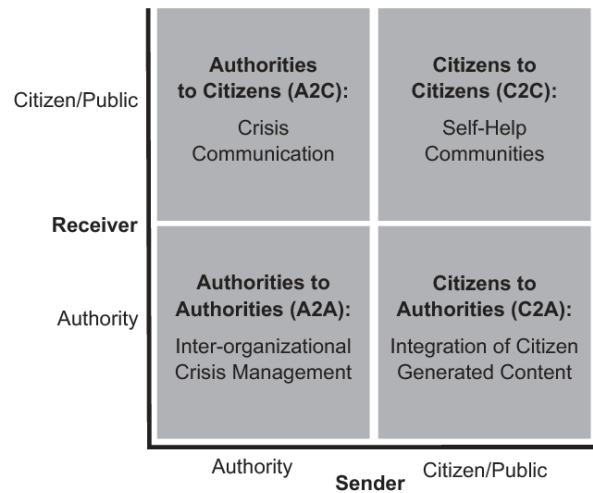 Citizen/Public
Authorities
to Citizens (A2C):
Crisis
Communication
Citizens to
Citizens (C2C):
Self-Help
Communities
Receiver
Authority
Authorities to
Authorities (A2A):
Inter-organizational
Crisis Management
Citizens to
Authorities (C2A):
Integration of Citizen
Generated Content
Authority
Sender
Citizen/Public